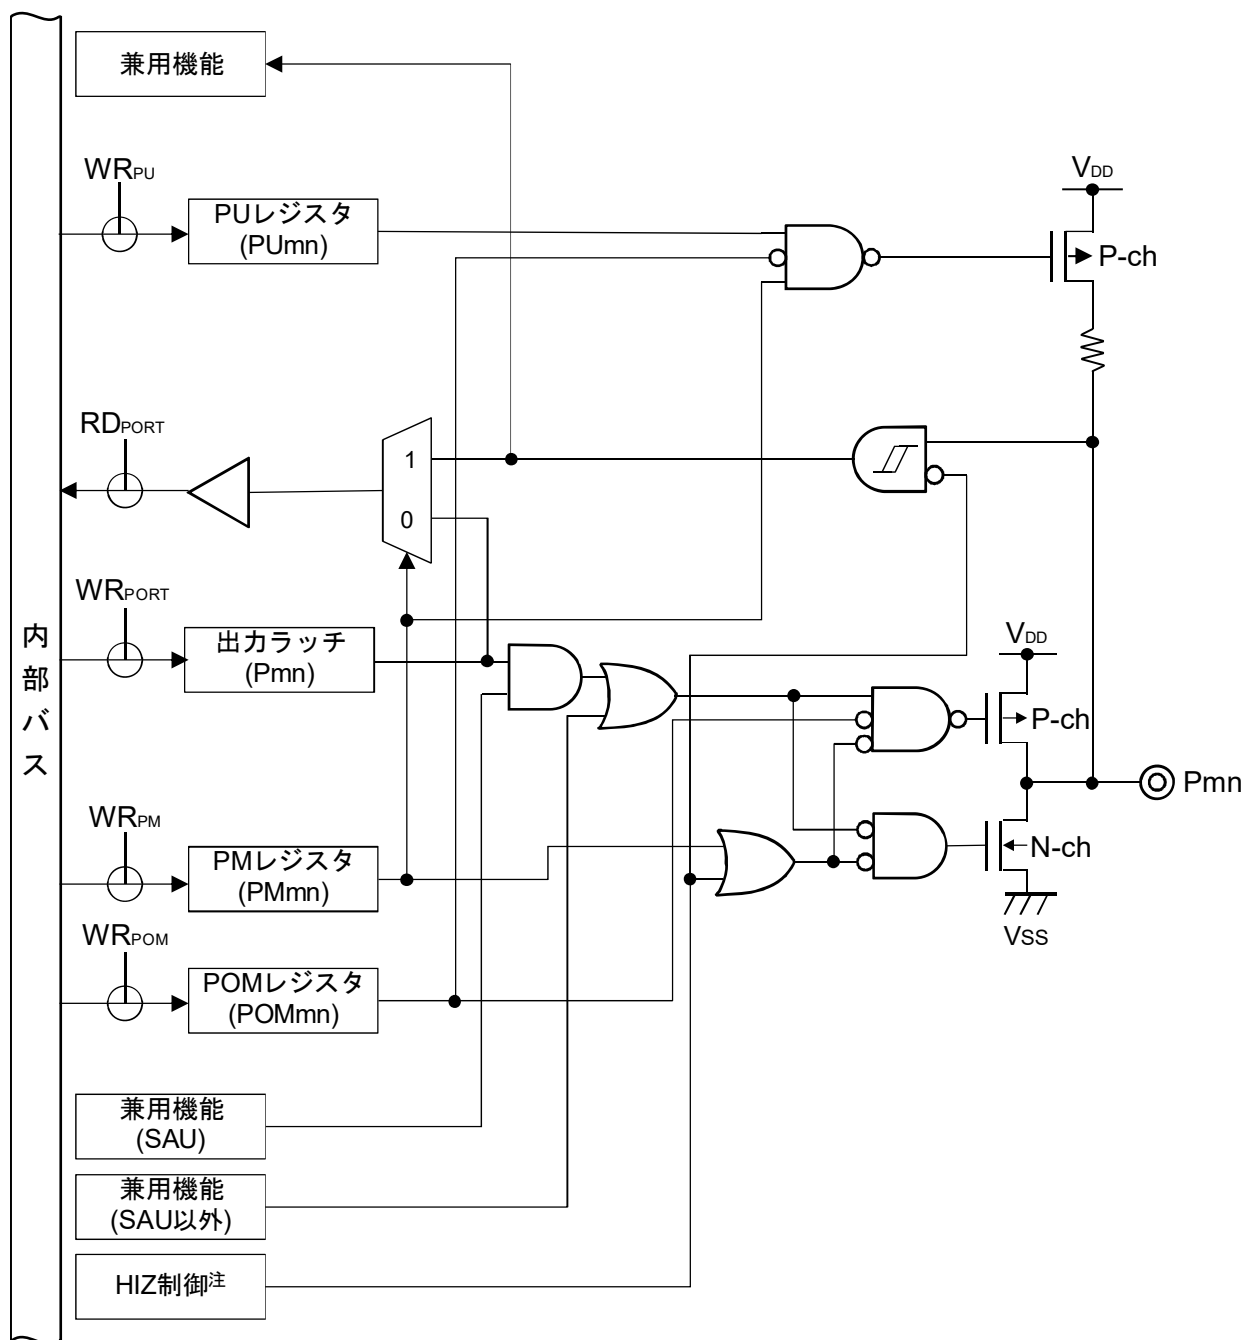 兼用機能
WRPU
PUレジスタ
(PUmn)
VDD
P-ch
RDPORT
1
0
WRPORT
出力ラッチ
(Pmn)
内部バス
VDD
P-ch
Pmn
WRPM
PMレジスタ
(PMmn)
N-ch
VSS
WRPOM
POMレジスタ
(POMmn)
兼用機能
(SAU)
兼用機能
(SAU以外)
HIZ制御注